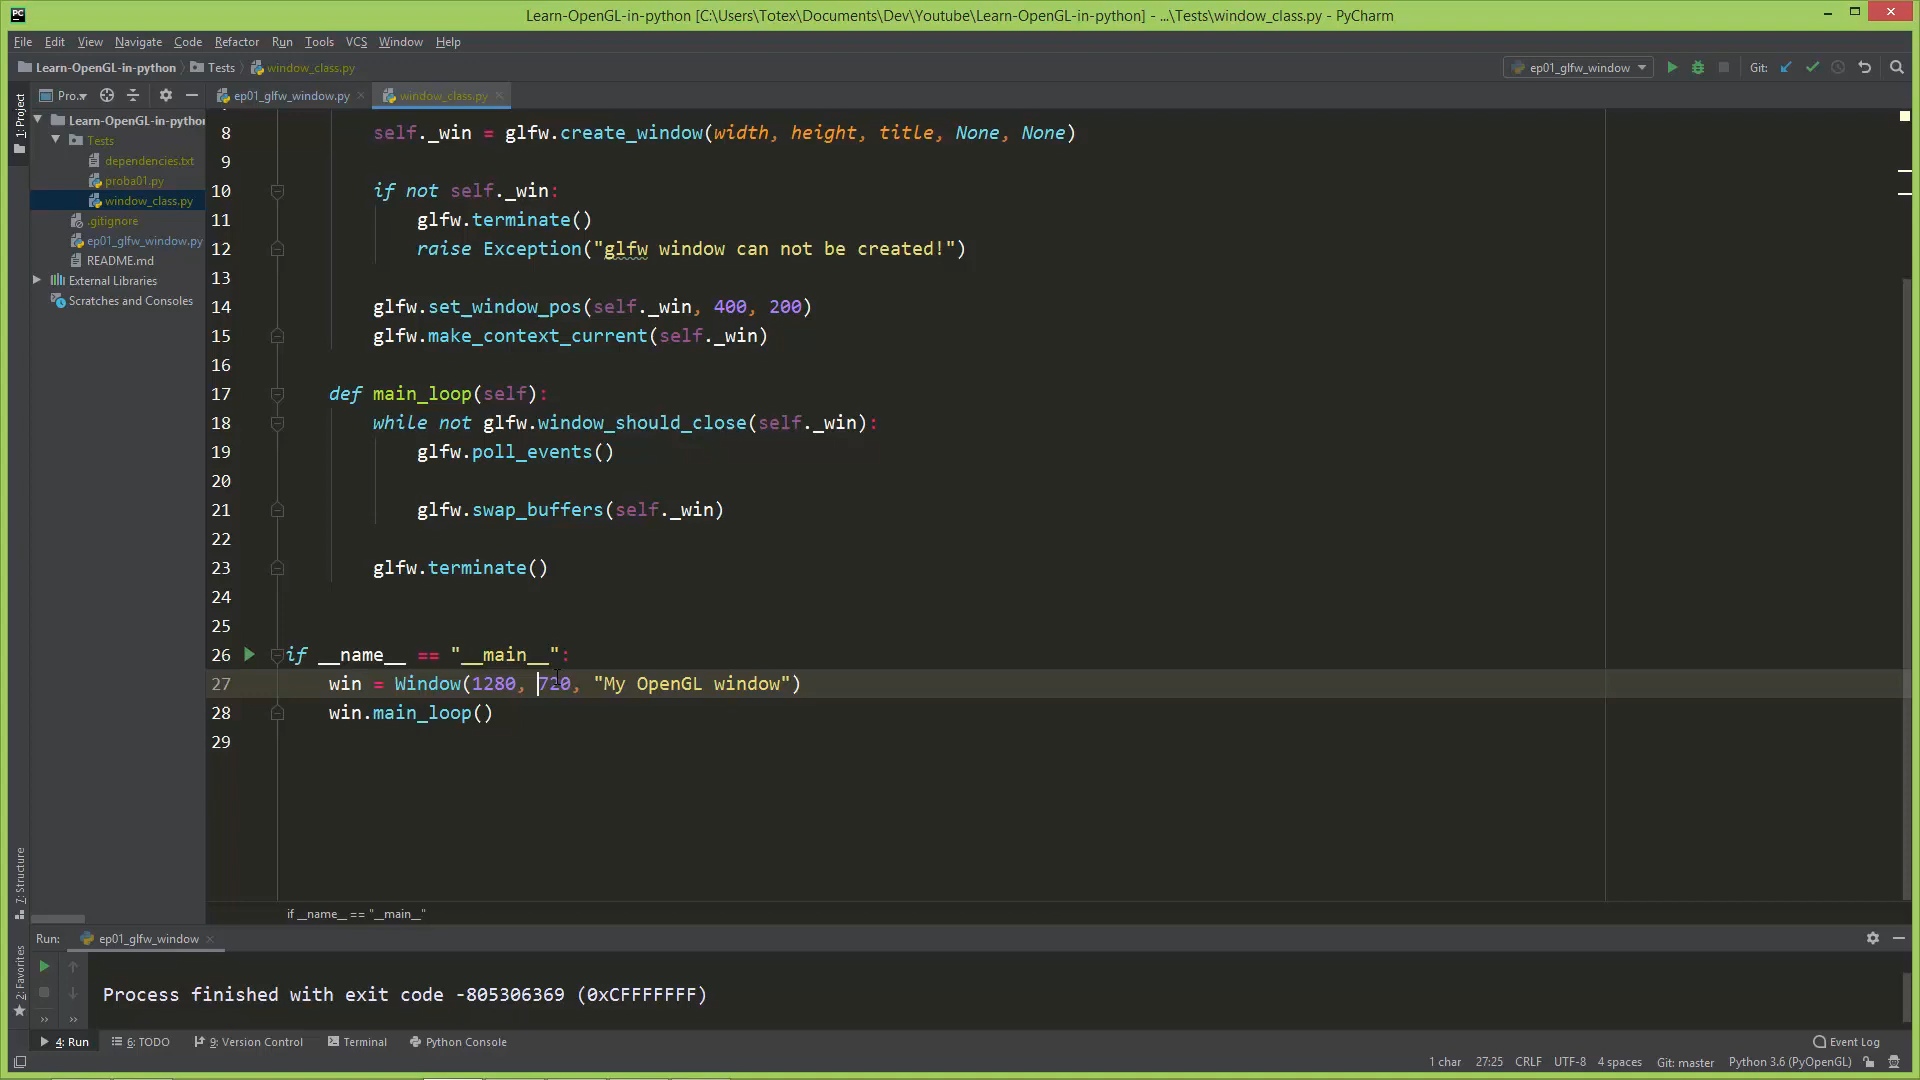 PC Learn-OpenGL-in-python [C:\Users\Totex\Documents\Dev\Youtube\Learn-OpenGL-in-python] - ...\Tests\window_class.py - PyCharm
File Edit View Navigate Code Refactor Run Tools VCS Window Help
Learn-OpenGL-in-python Tests window_class.py ep01_glfw_window Git:
1: Project
Pro... ep01_glfw_window.py window_class.py
Learn-OpenGL-in-python
Tests
dependencies.txt
proba01.py
window_class.py
.gitignore
ep01_glfw_window.py
README.md
External Libraries
Scratches and Consoles
8 self._win = glfw.create_window(width, height, title, None, None)
9
10 if not self._win:
11 glfw.terminate()
12 raise Exception("glfw window can not be created!")
13
14 glfw.set_window_pos(self._win, 400, 200)
15 glfw.make_context_current(self._win)
16
17 def main_loop(self):
18 while not glfw.window_should_close(self._win):
19 glfw.poll_events()
20
21 glfw.swap_buffers(self._win)
22
23 glfw.terminate()
24
25
26 if __name__ == "__main__":
27 win = Window(1280, 720, "My OpenGL window")
28 win.main_loop()
29
if __name__ == "__main__"
7: Structure
2: Favorites
Run: ep01_glfw_window
Process finished with exit code -805306369 (0xCFFFFFFF)
4: Run 6: TODO 9: Version Control Terminal Python Console Event Log
1 char 27:25 CRLF UTF-8 4 spaces Git: master Python 3.6 (PyOpenGL)